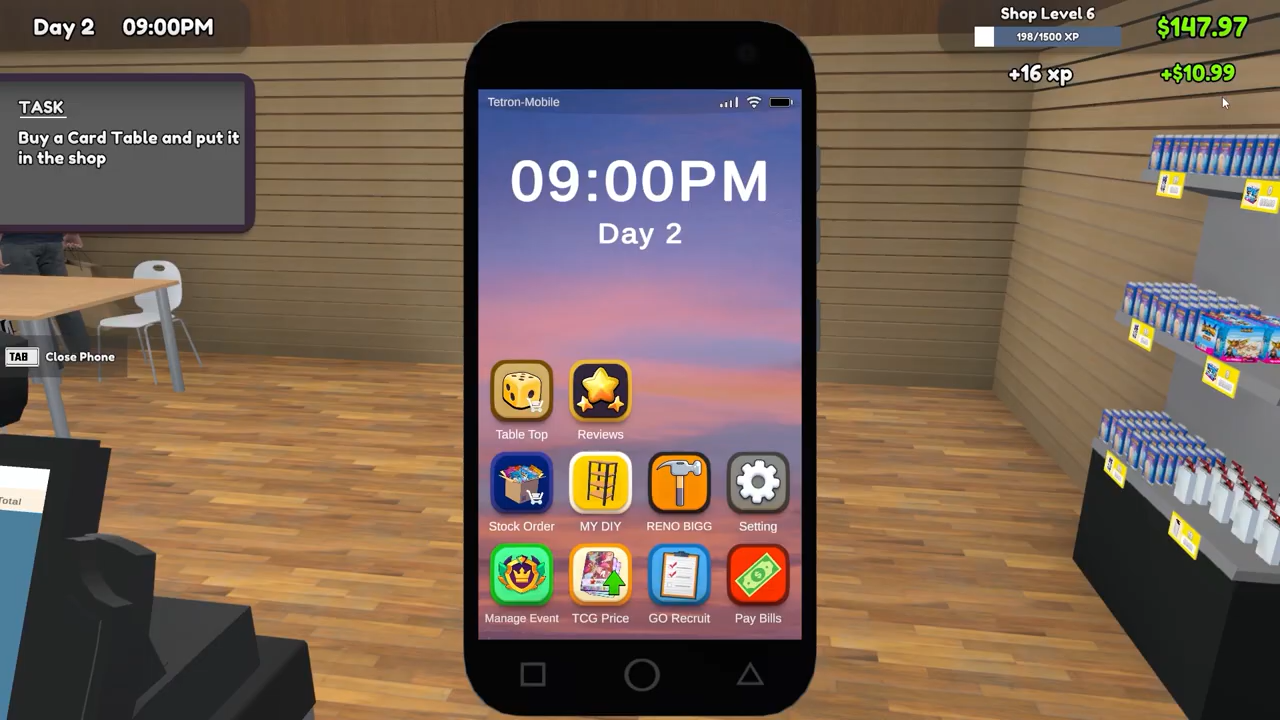 Day 2 09:00PM
Shop Level 6
198/1500 XP
$147.97
+16 xp
+$10.99
TASK
Buy a Card Table and put it
in the shop
TAB Close Phone
Tetron-Mobile
09:00PM
Day 2
Table Top
Reviews
Stock Order
MY DIY
RENO BIGG
Setting
Manage Event
TCG Price
GO Recruit
Pay Bills
Total